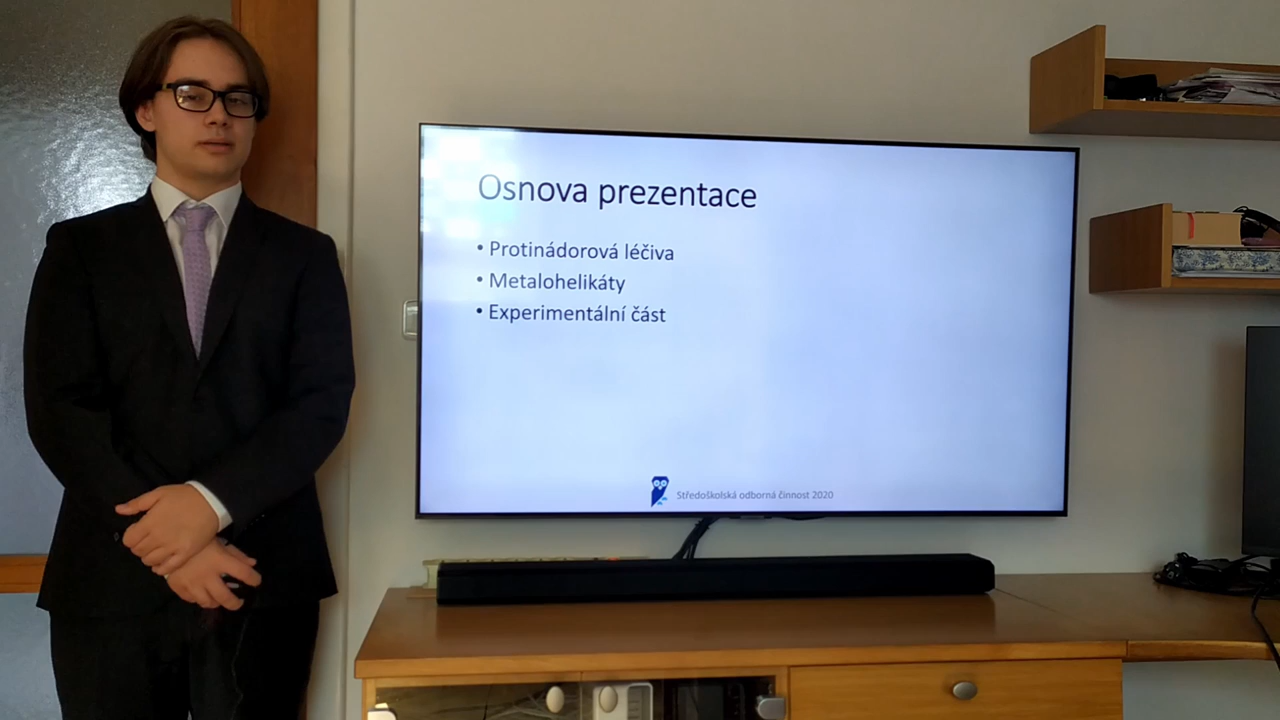 Osnova prezentace
• Protinádorová léčiva
• Metalohelikáty
• Experimentální část
Středoškolská odborná činnost 2020